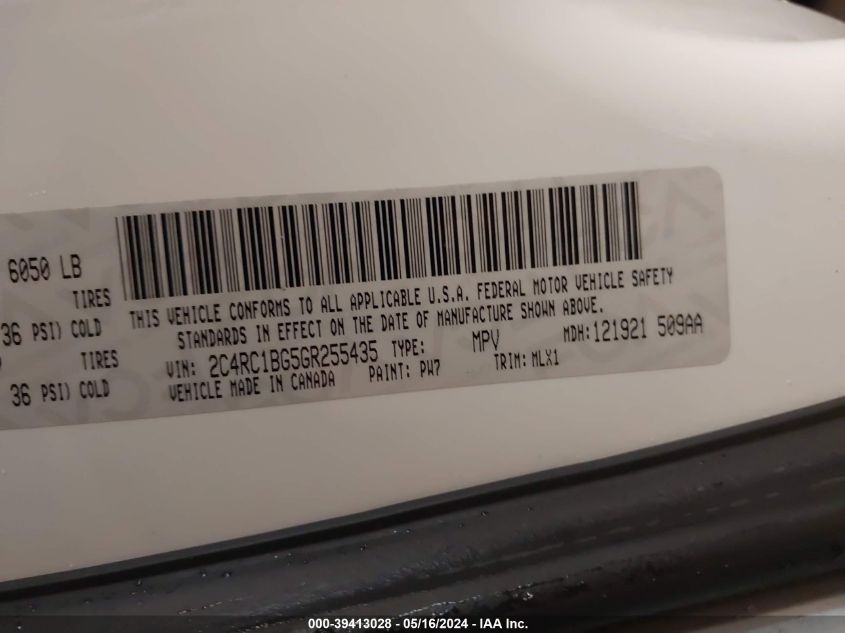 6050 LB
TIRES
36 PSI) COLD
TIRES
36 PSI) COLD
THIS VEHICLE CONFORMS TO ALL APPLICABLE U.S.A. FEDERAL MOTOR VEHICLE SAFETY
STANDARDS IN EFFECT ON THE DATE OF MANUFACTURE SHOWN ABOVE.
VIN: 2C4RC1BG5GR255435 TYPE: MPV MDH: 121921 509AA
VEHICLE MADE IN CANADA PAINT: PW7 TRIM: MLX1
000-39413028 - 05/16/2024 - IAA Inc.